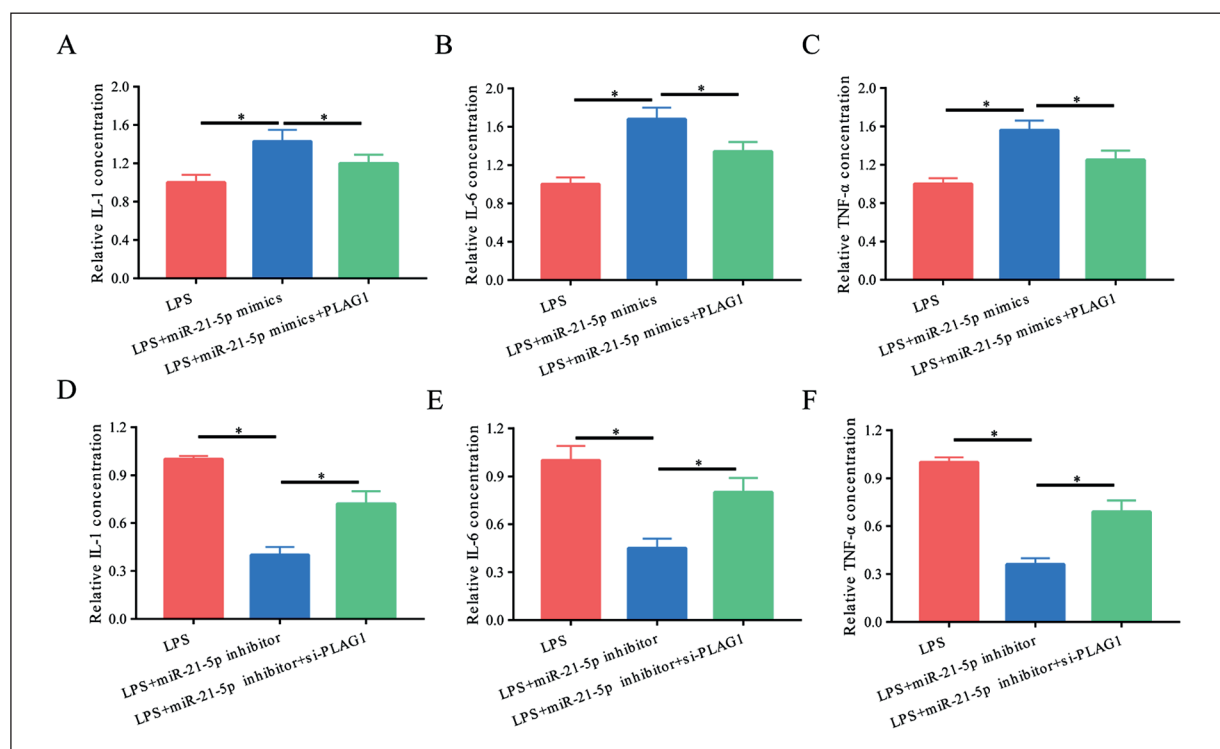 A
Relative IL-1 concentration
2.0
1.6
1.2
0.8
0.4
0.0
*
*
LPS
LPS+miR-21-5p mimics
LPS+miR-21-5p mimics+PLAG1
B
Relative IL-6 concentration
2.0
1.6
1.2
0.8
0.4
0.0
*
*
LPS
LPS+miR-21-5p mimics
LPS+miR-21-5p mimics+PLAG1
C
Relative TNF-α concentration
2.0
1.6
1.2
0.8
0.4
0.0
*
*
LPS
LPS+miR-21-5p mimics
LPS+miR-21-5p mimics+PLAG1
D
Relative IL-1 concentration
1.2
0.9
0.6
0.3
0.0
*
*
LPS
LPS+miR-21-5p inhibitor
LPS+miR-21-5p inhibitor+si-PLAG1
E
Relative IL-6 concentration
1.2
0.9
0.6
0.3
0.0
*
*
LPS
LPS+miR-21-5p inhibitor
LPS+miR-21-5p inhibitor+si-PLAG1
F
Relative TNF-α concentration
1.2
0.9
0.6
0.3
0.0
*
*
LPS
LPS+miR-21-5p inhibitor
LPS+miR-21-5p inhibitor+si-PLAG1